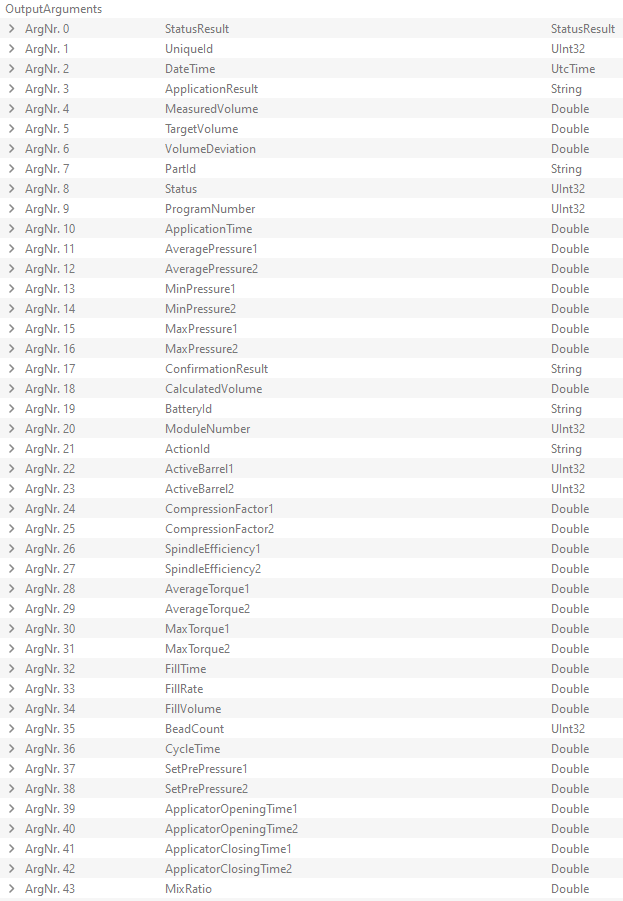 OutputArguments
ArgNr. 0 StatusResult StatusResult
ArgNr. 1 UniqueId UInt32
ArgNr. 2 DateTime UtcTime
ArgNr. 3 ApplicationResult String
ArgNr. 4 MeasuredVolume Double
ArgNr. 5 TargetVolume Double
ArgNr. 6 VolumeDeviation Double
ArgNr. 7 PartId String
ArgNr. 8 Status UInt32
ArgNr. 9 ProgramNumber UInt32
ArgNr. 10 ApplicationTime Double
ArgNr. 11 AveragePressure1 Double
ArgNr. 12 AveragePressure2 Double
ArgNr. 13 MinPressure1 Double
ArgNr. 14 MinPressure2 Double
ArgNr. 15 MaxPressure1 Double
ArgNr. 16 MaxPressure2 Double
ArgNr. 17 ConfirmationResult String
ArgNr. 18 CalculatedVolume Double
ArgNr. 19 BatteryId String
ArgNr. 20 ModuleNumber UInt32
ArgNr. 21 ActionId String
ArgNr. 22 ActiveBarrel1 UInt32
ArgNr. 23 ActiveBarrel2 UInt32
ArgNr. 24 CompressionFactor1 Double
ArgNr. 25 CompressionFactor2 Double
ArgNr. 26 SpindleEfficiency1 Double
ArgNr. 27 SpindleEfficiency2 Double
ArgNr. 28 AverageTorque1 Double
ArgNr. 29 AverageTorque2 Double
ArgNr. 30 MaxTorque1 Double
ArgNr. 31 MaxTorque2 Double
ArgNr. 32 FillTime Double
ArgNr. 33 FillRate Double
ArgNr. 34 FillVolume Double
ArgNr. 35 BeadCount UInt32
ArgNr. 36 CycleTime Double
ArgNr. 37 SetPrePressure1 Double
ArgNr. 38 SetPrePressure2 Double
ArgNr. 39 ApplicatorOpeningTime1 Double
ArgNr. 40 ApplicatorOpeningTime2 Double
ArgNr. 41 ApplicatorClosingTime1 Double
ArgNr. 42 ApplicatorClosingTime2 Double
ArgNr. 43 MixRatio Double